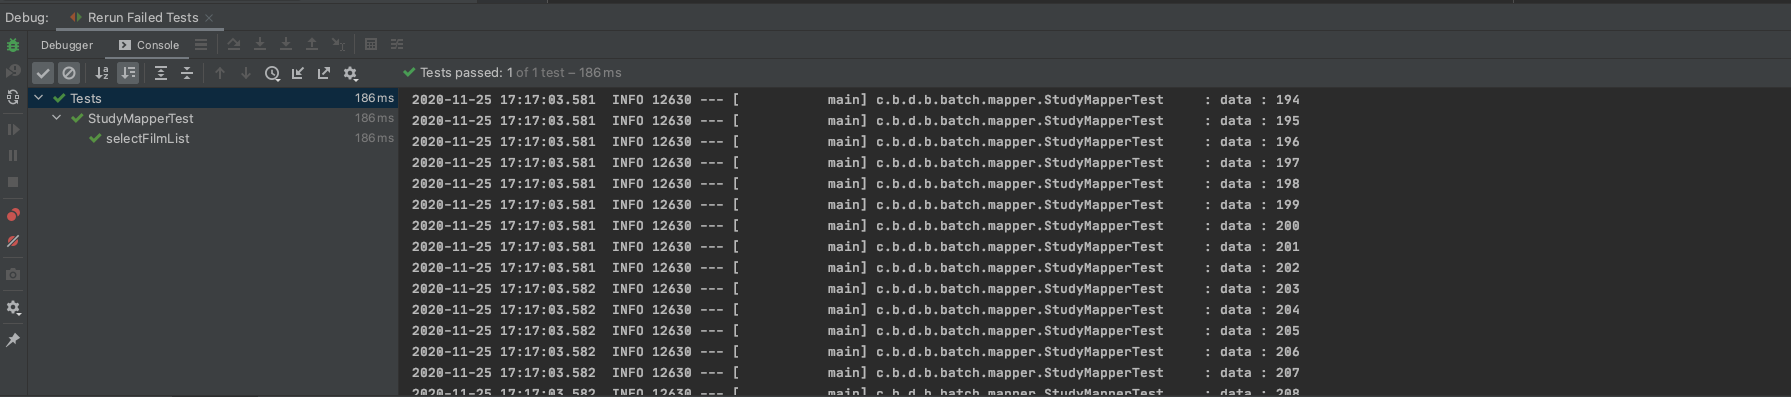 Debug: Rerun Failed Tests
Debugger Console
Tests passed: 1 of 1 test – 186 ms
Tests 186 ms
StudyMapperTest 186 ms
selectFilmList 186 ms
2020-11-25 17:17:03.581  INFO 12630 --- [           main] c.b.d.b.batch.mapper.StudyMapperTest     : data : 194
2020-11-25 17:17:03.581  INFO 12630 --- [           main] c.b.d.b.batch.mapper.StudyMapperTest     : data : 195
2020-11-25 17:17:03.581  INFO 12630 --- [           main] c.b.d.b.batch.mapper.StudyMapperTest     : data : 196
2020-11-25 17:17:03.581  INFO 12630 --- [           main] c.b.d.b.batch.mapper.StudyMapperTest     : data : 197
2020-11-25 17:17:03.581  INFO 12630 --- [           main] c.b.d.b.batch.mapper.StudyMapperTest     : data : 198
2020-11-25 17:17:03.581  INFO 12630 --- [           main] c.b.d.b.batch.mapper.StudyMapperTest     : data : 199
2020-11-25 17:17:03.581  INFO 12630 --- [           main] c.b.d.b.batch.mapper.StudyMapperTest     : data : 200
2020-11-25 17:17:03.581  INFO 12630 --- [           main] c.b.d.b.batch.mapper.StudyMapperTest     : data : 201
2020-11-25 17:17:03.581  INFO 12630 --- [           main] c.b.d.b.batch.mapper.StudyMapperTest     : data : 202
2020-11-25 17:17:03.582  INFO 12630 --- [           main] c.b.d.b.batch.mapper.StudyMapperTest     : data : 203
2020-11-25 17:17:03.582  INFO 12630 --- [           main] c.b.d.b.batch.mapper.StudyMapperTest     : data : 204
2020-11-25 17:17:03.582  INFO 12630 --- [           main] c.b.d.b.batch.mapper.StudyMapperTest     : data : 205
2020-11-25 17:17:03.582  INFO 12630 --- [           main] c.b.d.b.batch.mapper.StudyMapperTest     : data : 206
2020-11-25 17:17:03.582  INFO 12630 --- [           main] c.b.d.b.batch.mapper.StudyMapperTest     : data : 207
2020-11-25 17:17:03.582  INFO 12630 --- [           main] c.b.d.b.batch.mapper.StudyMapperTest     : data : 208